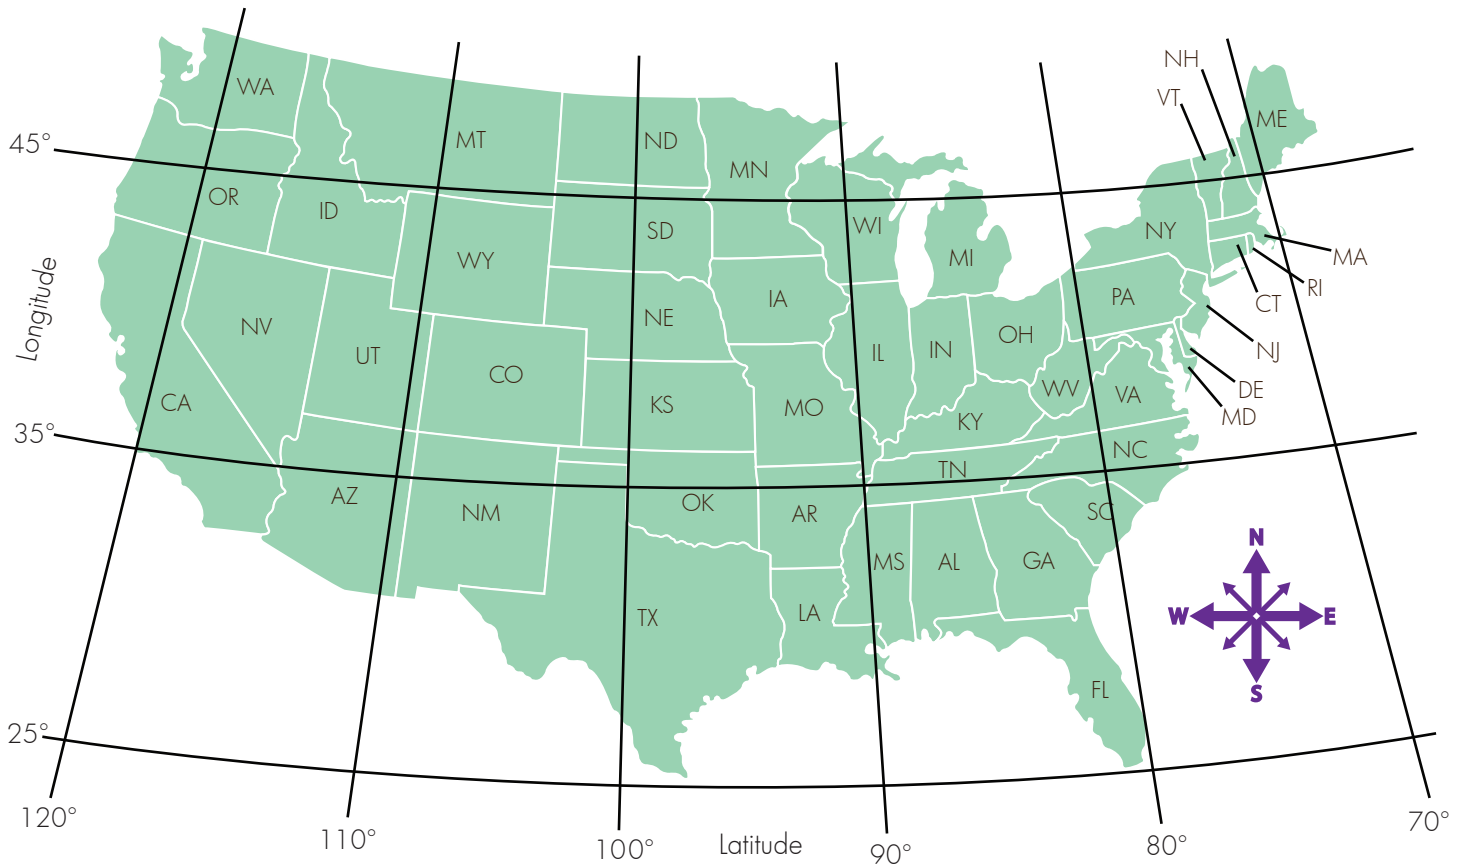 NH
VT
WA
ME
MT
ND
MN
45°
OR
ID
SD
WI
NY
WY
MI
MA
Longitude
IA
PA
RI
CT
NV
NE
OH
UT
IL
IN
NJ
CO
WV
DE
CA
KS
MO
VA
MD
KY
35°
NC
TN
AZ
OK
NM
AR
SC
N
MS
AL
GA
TX
LA
W
E
FL
S
25°
120°
110°
100°
Latitude
90°
80°
70°